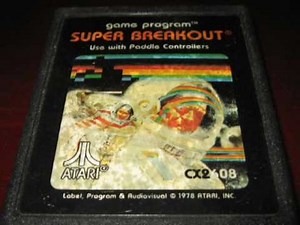 game program™
SUPER BREAKOUT®
Use with Paddle Controllers
ATARI®
CX2608
Label, Program & Audiovisual © 1978 ATARI, INC.